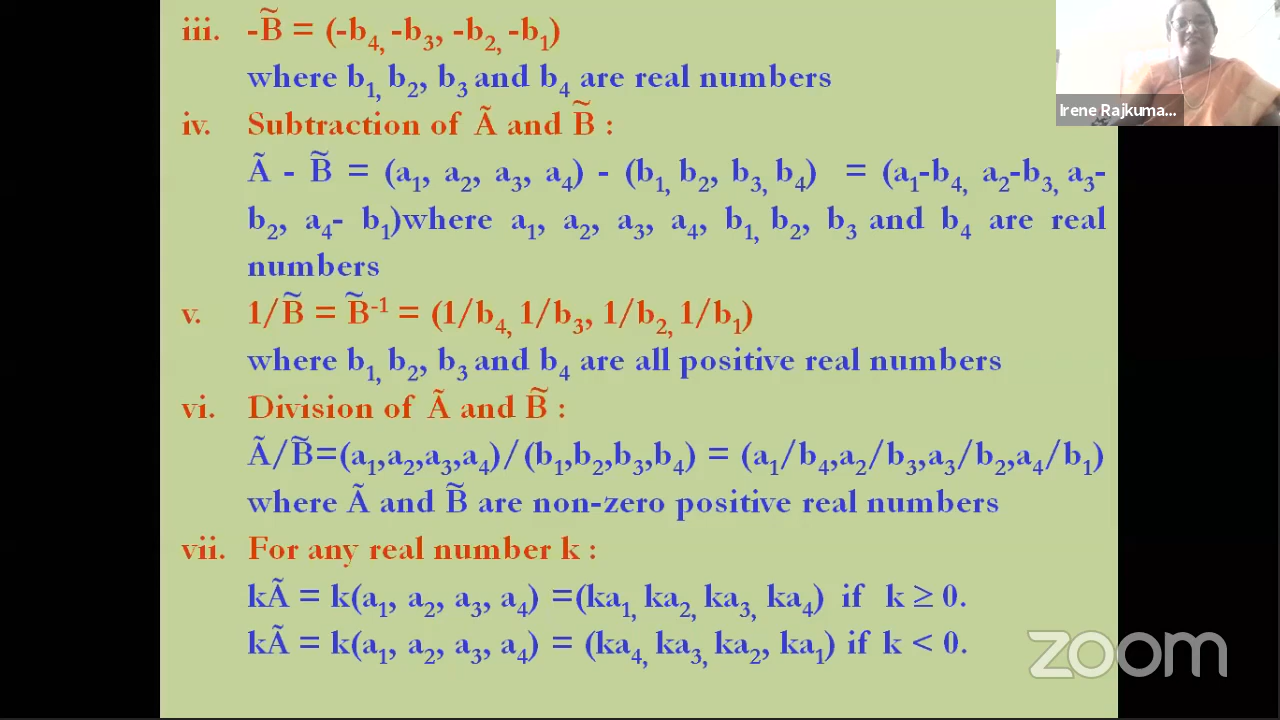 iii. -B̃ = (-b₄, -b₃, -b₂, -b₁)
where b₁, b₂, b₃ and b₄ are real numbers
Irene Rajkuma...
iv. Subtraction of Ã and B̃ :
Ã - B̃ = (a₁, a₂, a₃, a₄) - (b₁, b₂, b₃, b₄) = (a₁-b₄, a₂-b₃, a₃-
b₂, a₄- b₁)where a₁, a₂, a₃, a₄, b₁, b₂, b₃ and b₄ are real
numbers
v. 1/B̃ = B̃⁻¹ = (1/b₄, 1/b₃, 1/b₂, 1/b₁)
where b₁, b₂, b₃ and b₄ are all positive real numbers
vi. Division of Ã and B̃ :
Ã/B̃=(a₁,a₂,a₃,a₄)/(b₁,b₂,b₃,b₄) = (a₁/b₄,a₂/b₃,a₃/b₂,a₄/b₁)
where Ã and B̃ are non-zero positive real numbers
vii. For any real number k :
kÃ = k(a₁, a₂, a₃, a₄) =(ka₁, ka₂, ka₃, ka₄) if k ≥ 0.
kÃ = k(a₁, a₂, a₃, a₄) = (ka₄, ka₃, ka₂, ka₁) if k < 0.
zoom